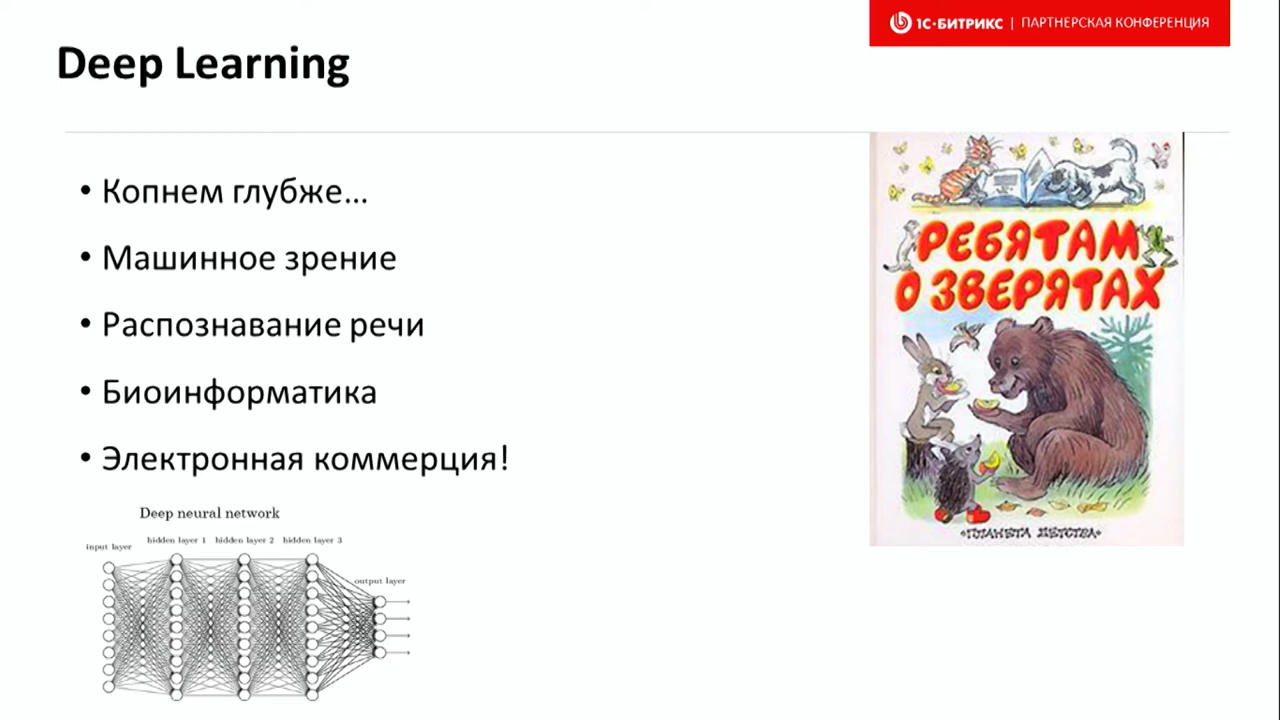 1С-БИТРИКС | ПАРТНЕРСКАЯ КОНФЕРЕНЦИЯ
Deep Learning
• Копнем глубже...
• Машинное зрение
• Распознавание речи
• Биоинформатика
• Электронная коммерция!
РЕБЯТАМ
О ЗВЕРЯТАХ
«ПЛАНЕТА ДЕТСТВА»
Deep neural network
input layer
hidden layer 1
hidden layer 2
hidden layer 3
output layer